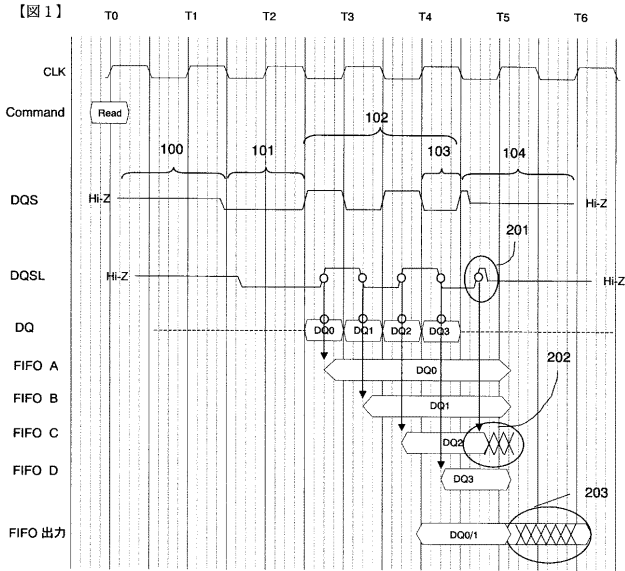 【図1】 T0 T1 T2 T3 T4 T5 T6
CLK
Command Read
102
100 101 103 104
DQS Hi-Z Hi-Z
201
DQSL Hi-Z Hi-Z
DQ DQ0 DQ1 DQ2 DQ3
202
FIFO A DQ0
FIFO B DQ1
FIFO C DQ2
FIFO D DQ3
203
FIFO 出力 DQ0/1